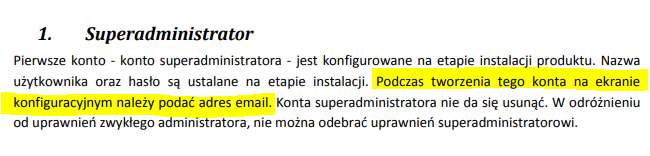 1. Superadministrator
Pierwsze konto - konto superadministratora - jest konfigurowane na etapie instalacji produktu. Nazwa
użytkownika oraz hasło są ustalane na etapie instalacji. Podczas tworzenia tego konta na ekranie
konfiguracyjnym należy podać adres email. Konta superadministratora nie da się usunąć. W odróżnieniu
od uprawnień zwykłego administratora, nie można odebrać uprawnień superadministratorowi.